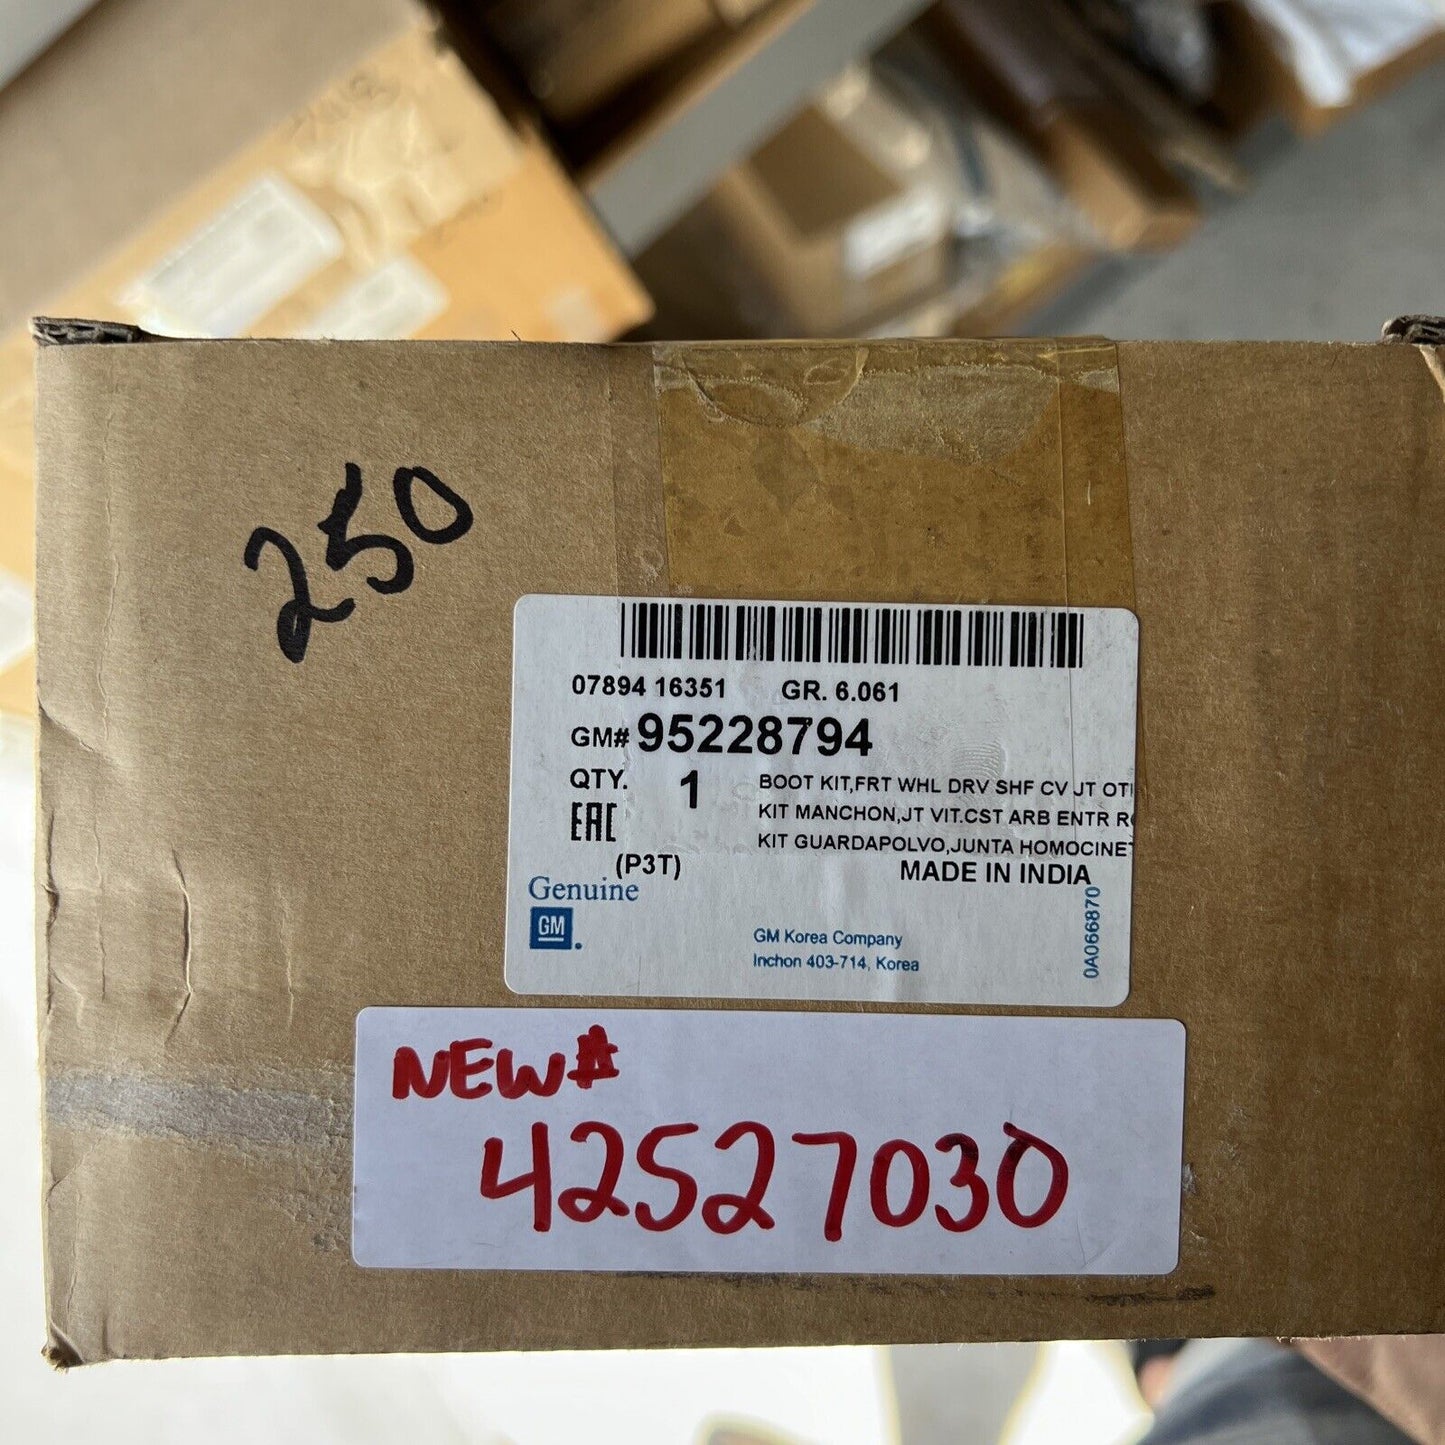 250
07894 16351 GR. 6.061
GM# 95228794
QTY. 1 BOOT KIT,FRT WHL DRV SHF CV JT OT
EAC KIT MANCHON,JT VIT.CST ARB ENTR R
KIT GUARDAPOLVO,JUNTA HOMOCINET
(P3T) MADE IN INDIA
Genuine
GM
GM Korea Company
Inchon 403-714, Korea
0A066870
NEW#
42527030